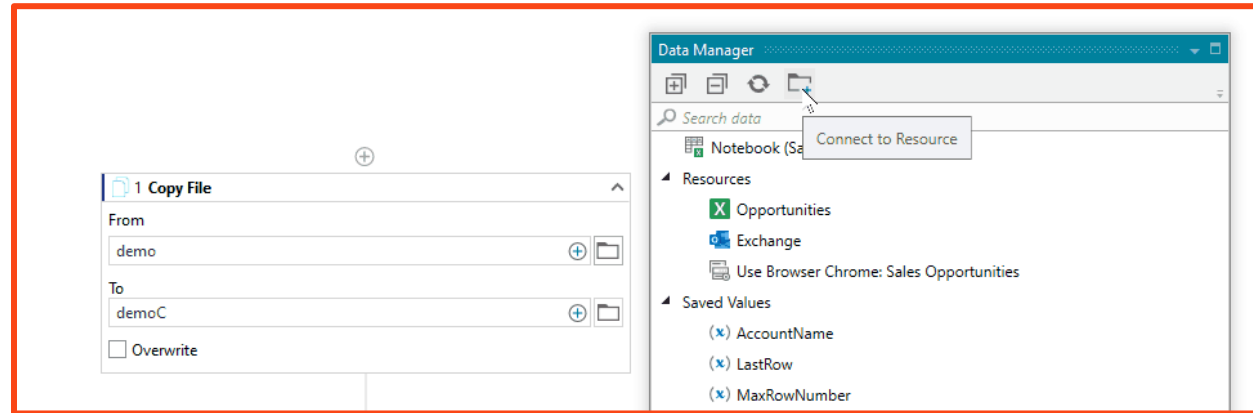 1 Copy File
From
demo
To
demoC
Overwrite
Data Manager
Search data
Notebook (Sa
Connect to Resource
Resources
Opportunities
Exchange
Use Browser Chrome: Sales Opportunities
Saved Values
(x) AccountName
(x) LastRow
(x) MaxRowNumber